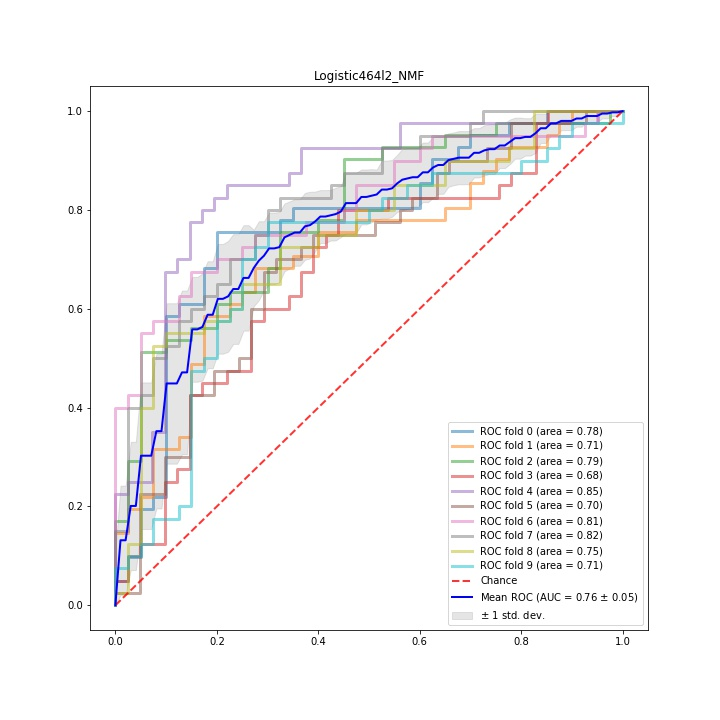 Logistic464l2_NMF
1.0
0.8
0.6
0.4
0.2
0.0
0.0 0.2 0.4 0.6 0.8 1.0
ROC fold 0 (area = 0.78)
ROC fold 1 (area = 0.71)
ROC fold 2 (area = 0.79)
ROC fold 3 (area = 0.68)
ROC fold 4 (area = 0.85)
ROC fold 5 (area = 0.70)
ROC fold 6 (area = 0.81)
ROC fold 7 (area = 0.82)
ROC fold 8 (area = 0.75)
ROC fold 9 (area = 0.71)
Chance
Mean ROC (AUC = 0.76 ± 0.05)
± 1 std. dev.